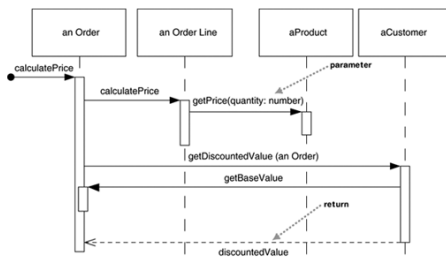 an Order
an Order Line
aProduct
aCustomer
calculatePrice
parameter
calculatePrice
getPrice(quantity: number)
getDiscountedValue (an Order)
getBaseValue
return
discountedValue